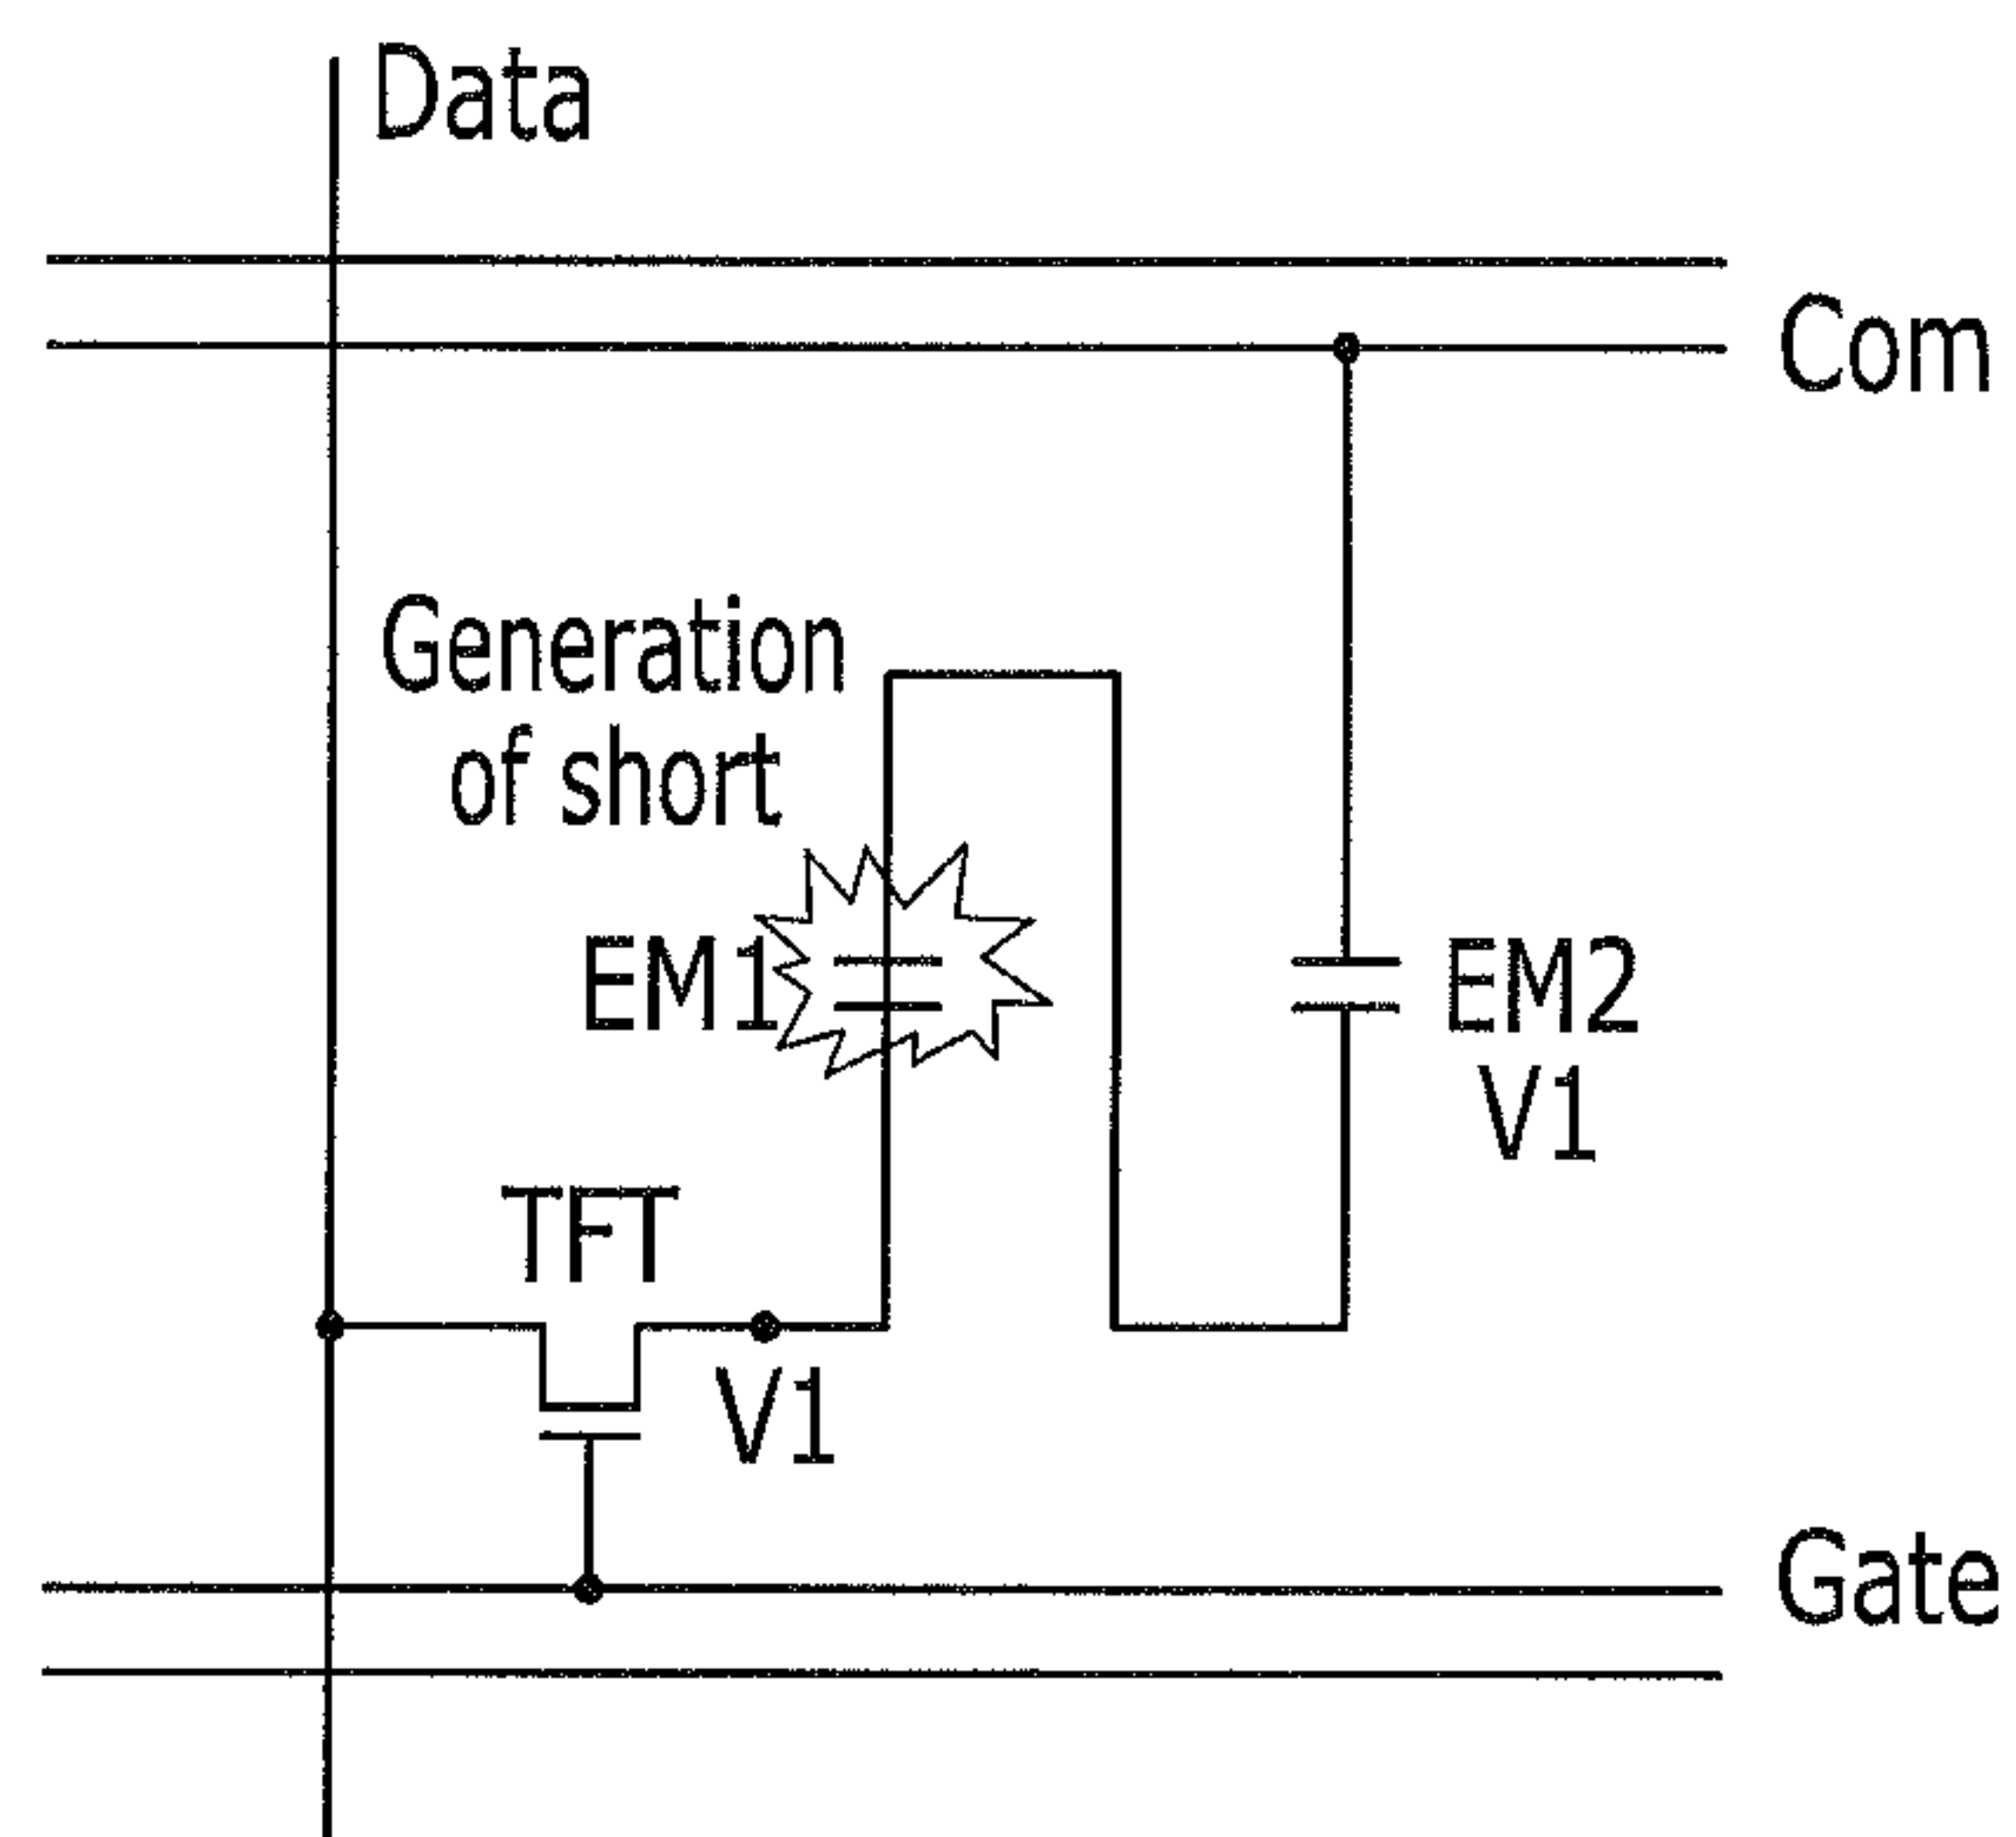 Data
Com
Generation
of short
EM1
EM2
V1
TFT
V1
Gate